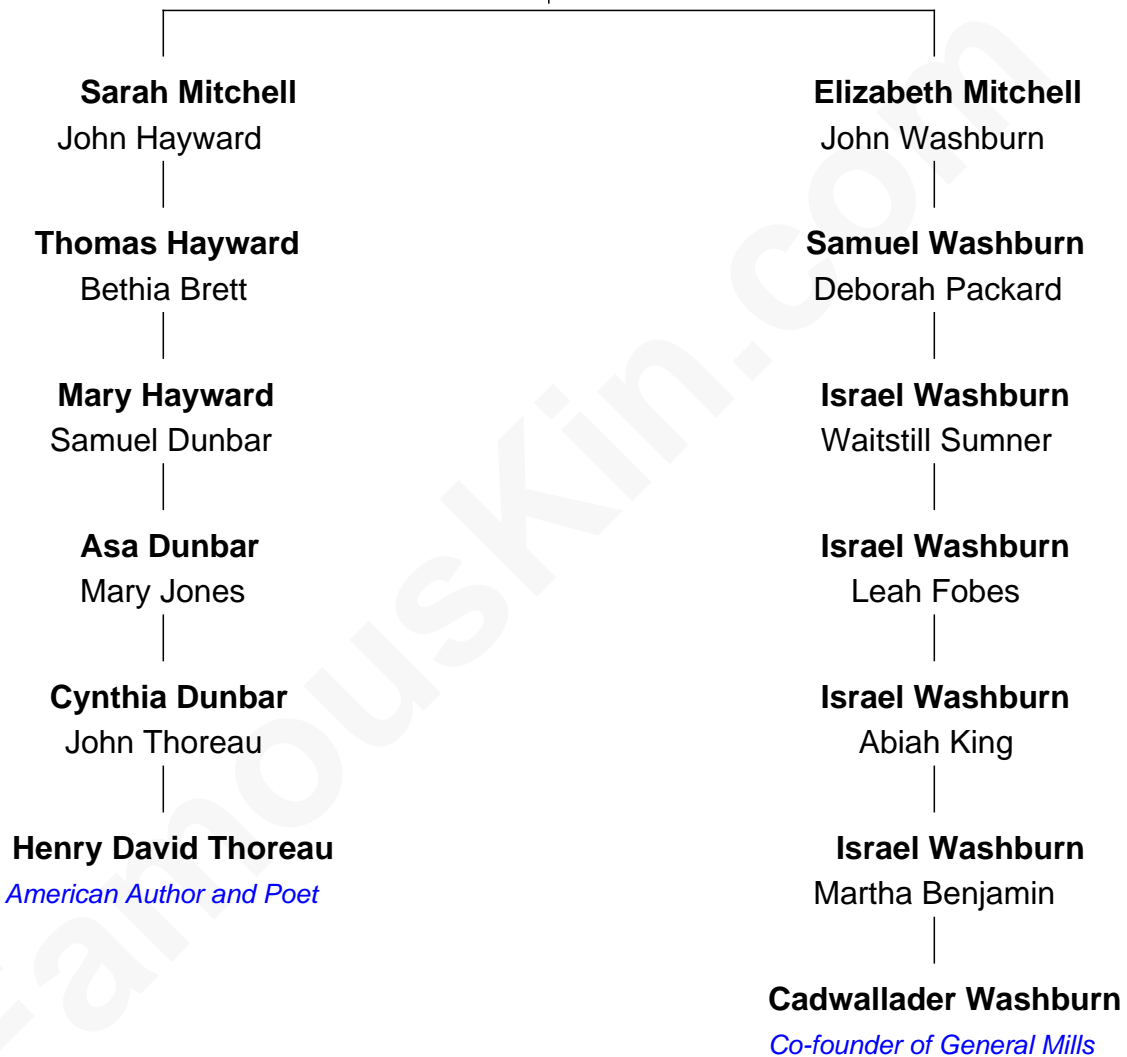 Sarah Mitchell
John Hayward
Thomas Hayward
Bethia Brett
Mary Hayward
Samuel Dunbar
Asa Dunbar
Mary Jones
Cynthia Dunbar
John Thoreau
Henry David Thoreau
American Author and Poet
Elizabeth Mitchell
John Washburn
Samuel Washburn
Deborah Packard
Israel Washburn
Waitstill Sumner
Israel Washburn
Leah Fobes
Israel Washburn
Abiah King
Israel Washburn
Martha Benjamin
Cadwallader Washburn
Co-founder of General Mills
FamousKin.com